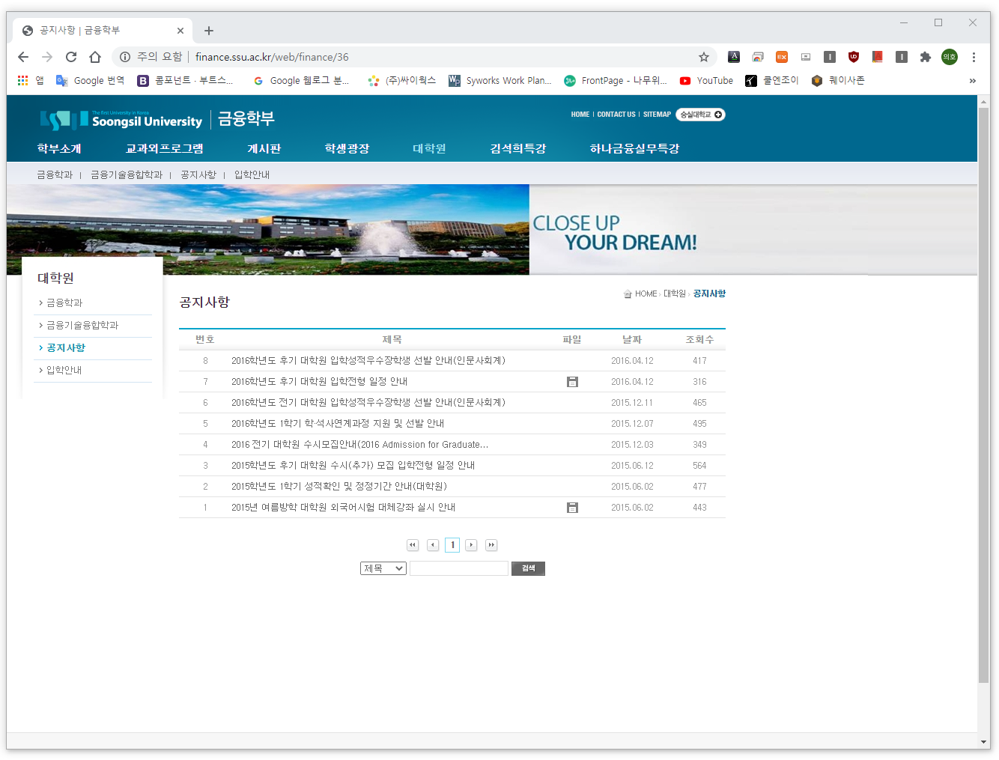 공지사항 | 금융학부
주의 요함 | finance.ssu.ac.kr/web/finance/36
의호
앱 Google 번역 B 콤포넌트 · 부트스... Google 웹로그 분... (주)싸이웍스 Syworks Work Plan... FrontPage - 나무위... YouTube 쿨엔조이 퀘이사존 »
The First University in Korea
Soongsil University 금융학부
HOME | CONTACT US | SITEMAP 숭실대학교
학부소개 교과외프로그램 게시판 학생광장 대학원 김석희특강 하나금융실무특강
금융학과 | 금융기술융합학과 | 공지사항 | 입학안내
CLOSE UP
YOUR DREAM!
대학원
금융학과
금융기술융합학과
공지사항
입학안내
HOME › 대학원 › 공지사항
공지사항
번호 제목 파일 날짜 조회수
8 2016학년도 후기 대학원 입학성적우수장학생 선발 안내(인문사회계) 2016.04.12 417
7 2016학년도 후기 대학원 입학전형 일정 안내 2016.04.12 316
6 2016학년도 전기 대학원 입학성적우수장학생 선발 안내(인문사회계) 2015.12.11 465
5 2016학년도 1학기 학·석사연계과정 지원 및 선발 안내 2015.12.07 495
4 2016 전기 대학원 수시모집안내(2016 Admission for Graduate... 2015.12.03 349
3 2015학년도 후기 대학원 수시(추가) 모집 입학전형 일정 안내 2015.06.12 564
2 2015학년도 1학기 성적확인 및 정정기간 안내(대학원) 2015.06.02 477
1 2015년 여름방학 대학원 외국어시험 대체강좌 실시 안내 2015.06.02 443
1
제목 검색